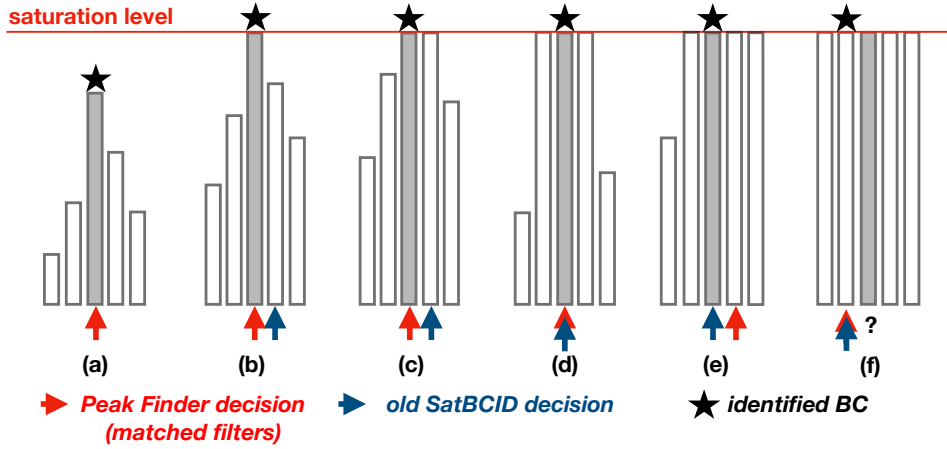 saturation level
?
(a) (b) (c) (d) (e) (f)
Peak Finder decision old SatBCID decision identified BC
(matched filters)